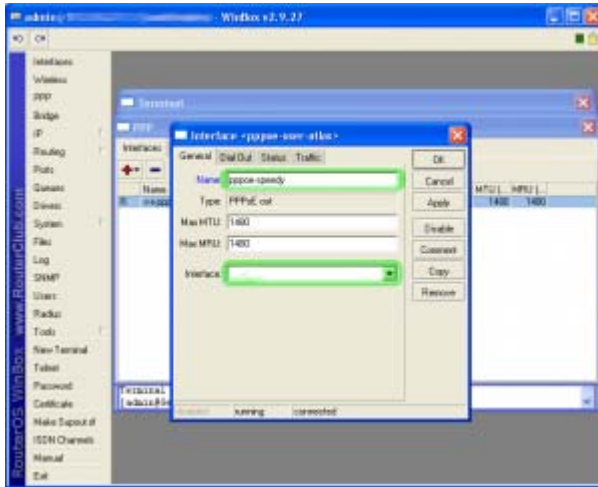 WinBox v2.9.27
Interfaces
Wireless
PPP
Bridge
IP
Routing
Ports
Queues
Drivers
System
Files
Log
SNMP
Users
Radius
Tools
New Terminal
Telnet
Password
Certificate
Make Supout.rif
ISDN Channels
Manual
Exit
RouterOS WinBox www.RouterClub.com
Terminal
PPP
Interfaces
Name
MTU
MRU
1480 1480
Interface <pppoe-user-atlas>
General Dial Out Status Traffic
Name: pppoe-speedy
Type: PPPoE out
Max MTU: 1480
Max MRU: 1480
Interface:
OK
Cancel
Apply
Disable
Comment
Copy
Remove
running connected
Terminal